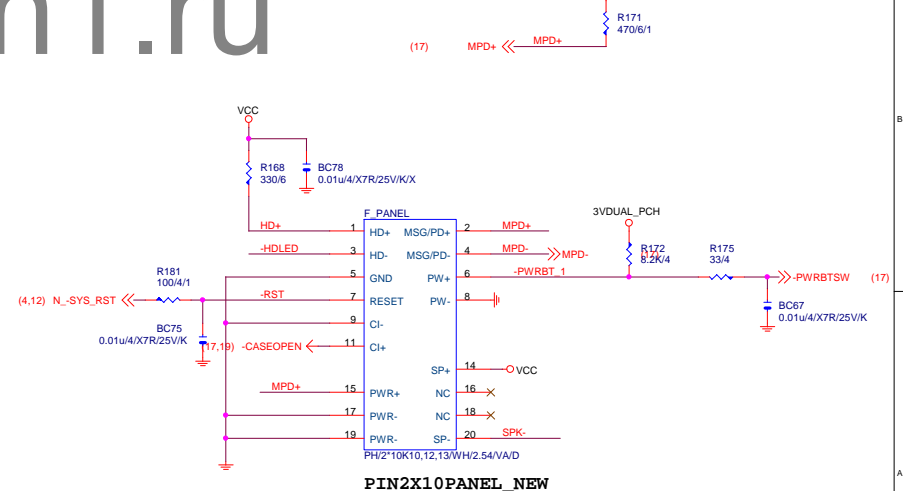 n1.ru
R171
470/6/1
(17) MPD+ MPD+
B
VCC
R168
330/6
BC78
0.01u/4/X7R/25V/K/X
F_PANEL
3VDUAL_PCH
HD+ 1 HD+ MSG/PD+ 2 MPD+
-HDLED 3 HD- MSG/PD- 4 MPD- MPD-
R172
8.2K/4
R175
33/4
5 GND PW+ 6 -PWRBT_1 -PWRBTSW (17)
R181
100/4/1
(4,12) N_-SYS_RST -RST 7 RESET PW- 8
9 CI-
BC67
0.01u/4/X7R/25V/K
BC75
0.01u/4/X7R/25V/K
17,19) -CASEOPEN 11 CI+
SP+ 14 VCC
MPD+ 15 PWR+ NC 16
17 PWR- NC 18
19 PWR- SP- 20 SPK-
PH/2*10K10,12,13/WH/2.54/VA/D
PIN2X10PANEL_NEW
A